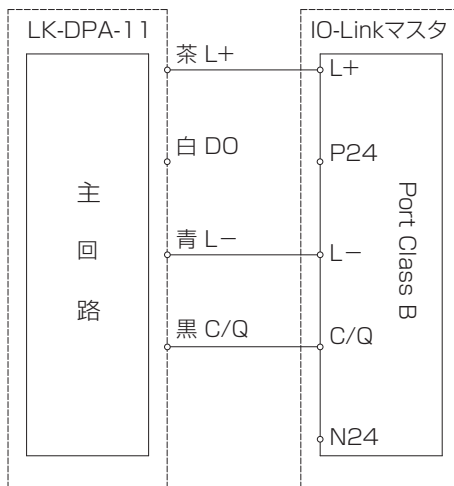 LK-DPA-11
IO-Linkマスタ
茶 L+
L+
白 DO
P24
主回路
Port Class B
青 L−
L−
黒 C/Q
C/Q
N24